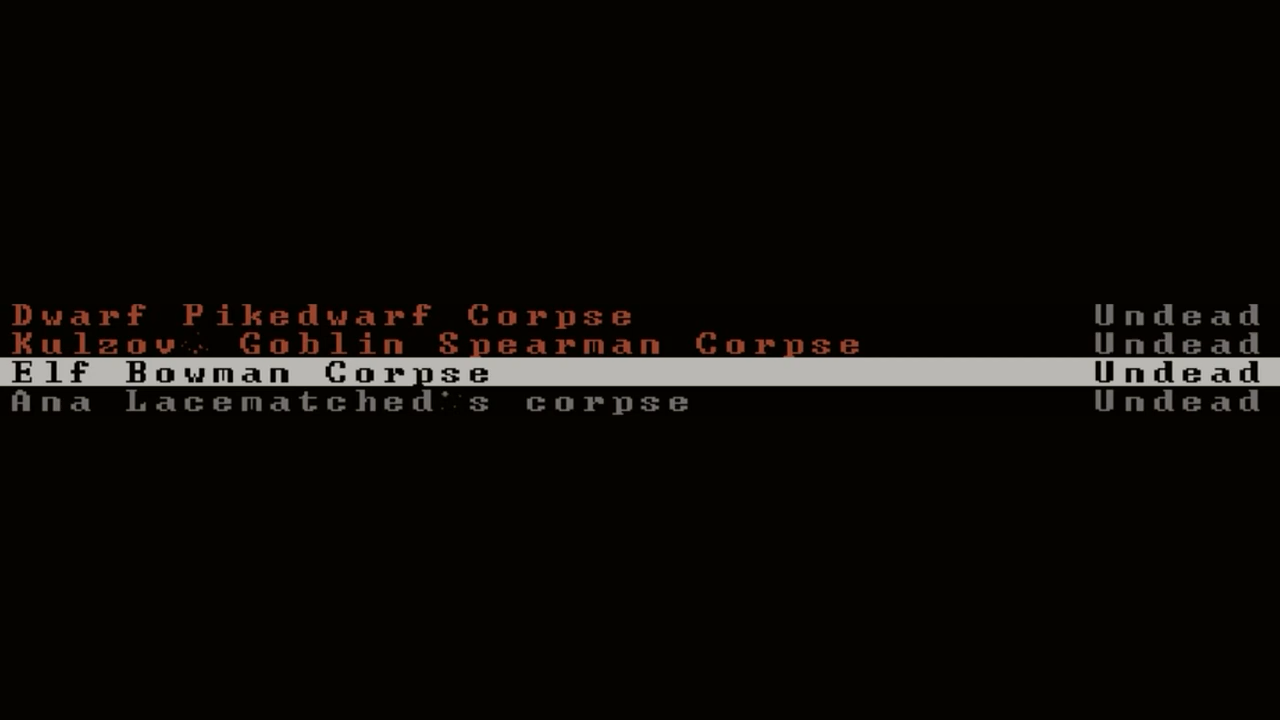 Dwarf Pikedwarf Corpse Undead
Kulzov, Goblin Spearman Corpse Undead
Elf Bowman Corpse Undead
Ana Lacematched's corpse Undead